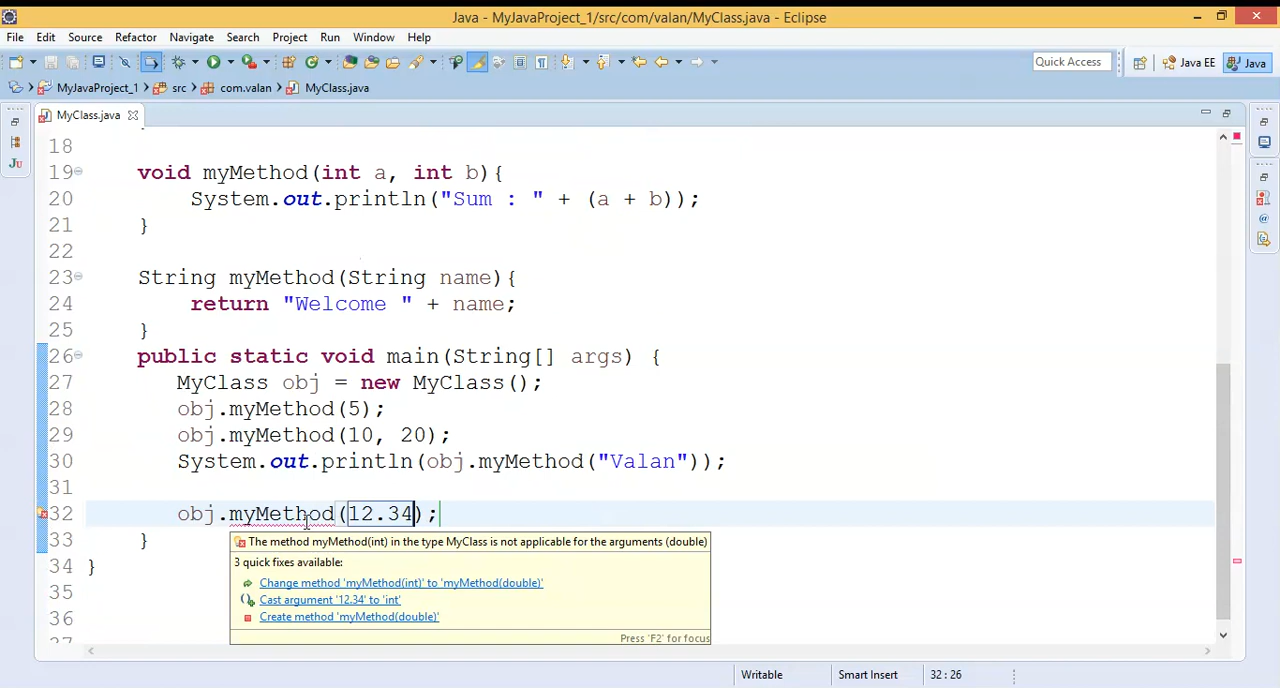 Java - MyJavaProject_1/src/com/valan/MyClass.java - Eclipse
File Edit Source Refactor Navigate Search Project Run Window Help
Quick Access Java EE Java
MyJavaProject_1 src com.valan MyClass.java
MyClass.java
18
19 void myMethod(int a, int b){
20 System.out.println("Sum : " + (a + b));
21 }
22
23 String myMethod(String name){
24 return "Welcome " + name;
25 }
26 public static void main(String[] args) {
27 MyClass obj = new MyClass();
28 obj.myMethod(5);
29 obj.myMethod(10, 20);
30 System.out.println(obj.myMethod("Valan"));
31
32 obj.myMethod(12.34);
33 }
The method myMethod(int) in the type MyClass is not applicable for the arguments (double)
34 }
3 quick fixes available:
Change method 'myMethod(int)' to 'myMethod(double)'
35
Cast argument '12.34' to 'int'
36
Create method 'myMethod(double)'
Press 'F2' for focus
37
Writable Smart Insert 32 : 26